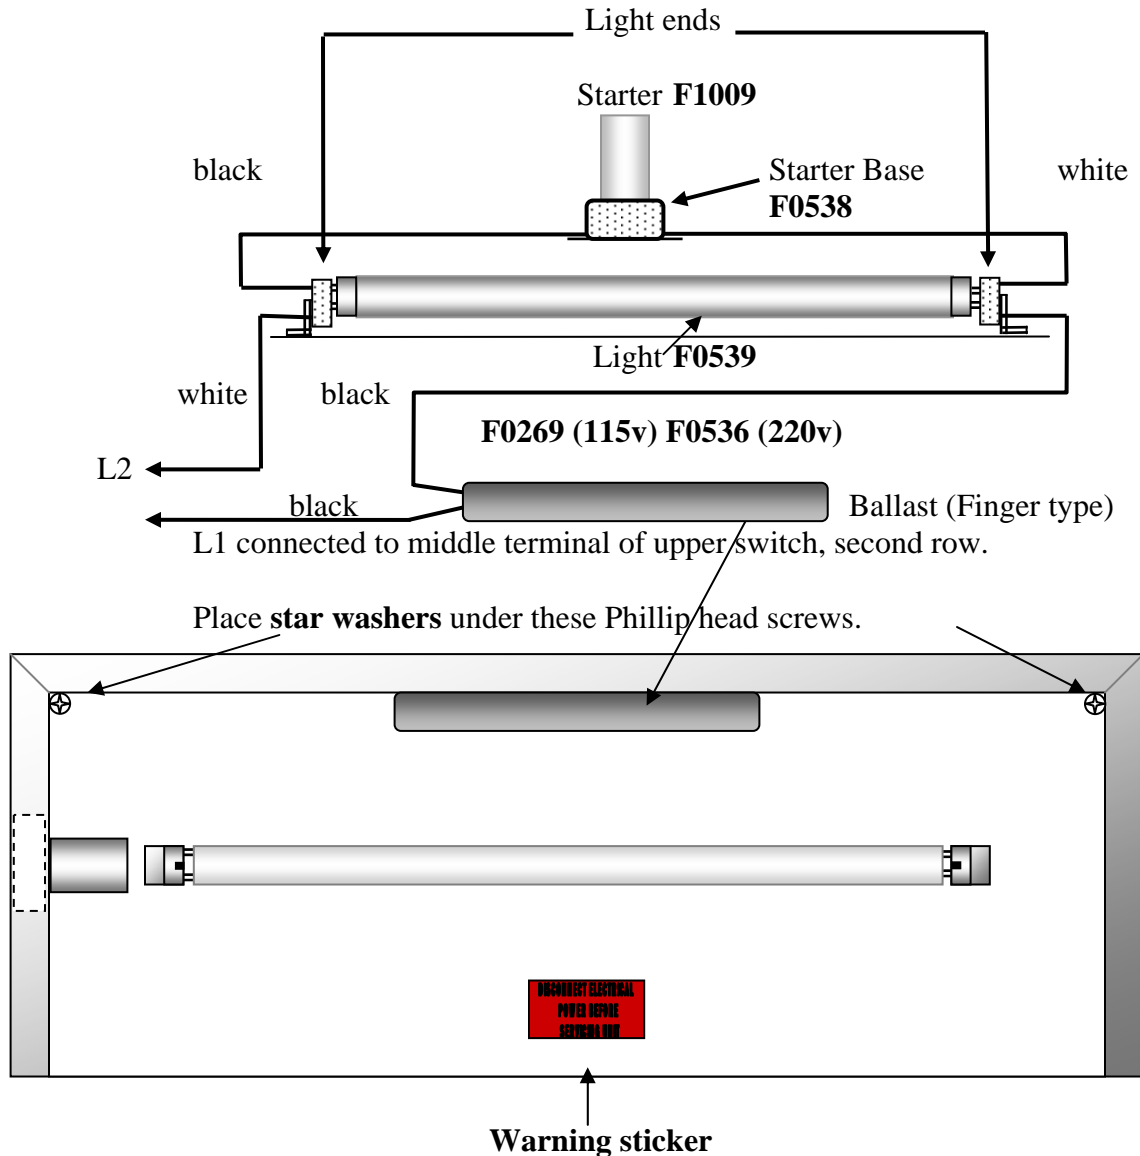 Light ends
Starter F1009
black
Starter Base
white
F0538
Light F0539
white
black
F0269 (115v) F0536 (220v)
L2
black
Ballast (Finger type)
L1 connected to middle terminal of upper switch, second row.
Place star washers under these Phillip head screws.
DISCONNECT ELECTRICAL
POWER BEFORE
SERVICING UNIT
Warning sticker